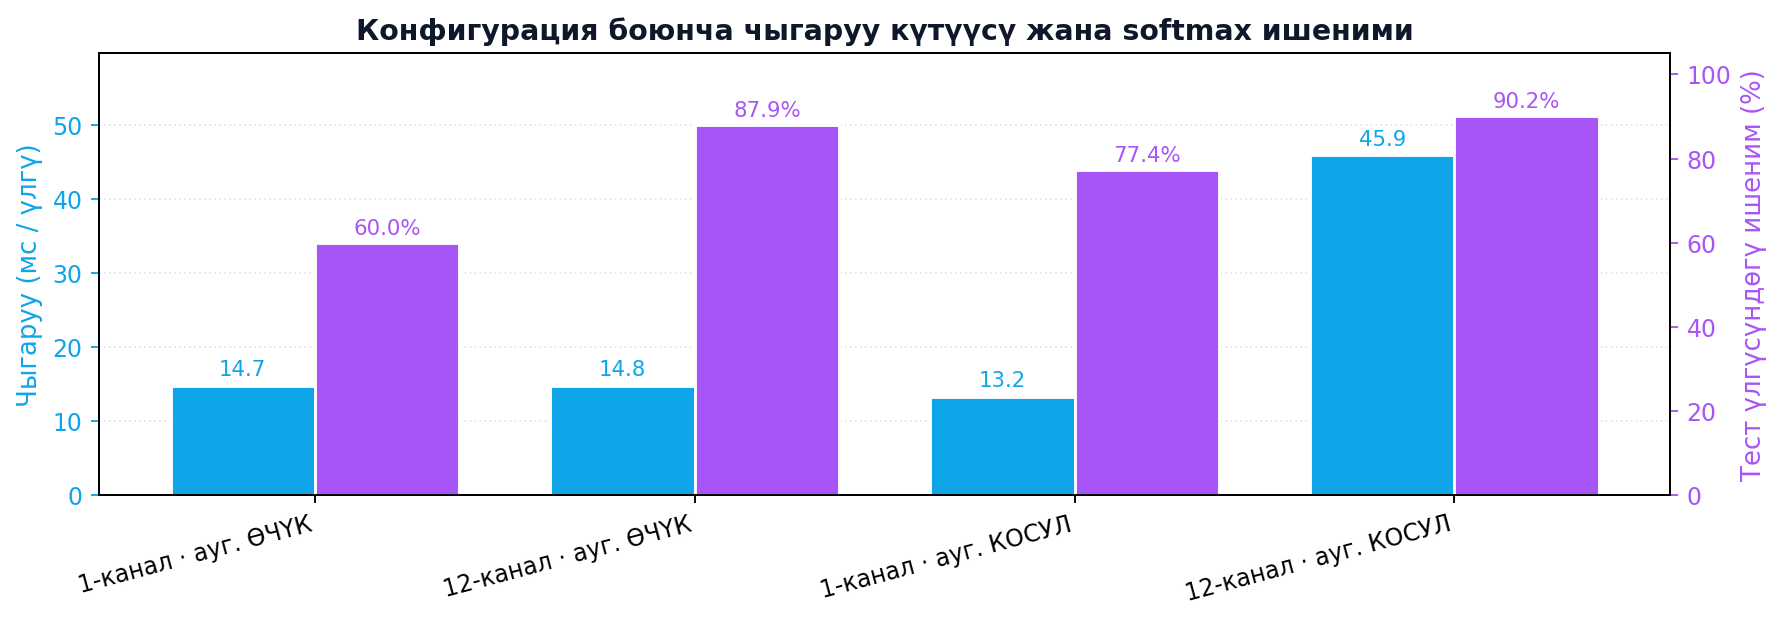 Конфигурация боюнча чыгаруу күтүүсү жана softmax ишеними
Чыгаруу (мс / үлгү)
0
10
20
30
40
50
14.7
60.0%
14.8
87.9%
13.2
77.4%
45.9
90.2%
0
20
40
60
80
100
Тест үлгүсүндөгү ишеним (%)
1-канал · ауг. ӨЧҮК
12-канал · ауг. ӨЧҮК
1-канал · ауг. КОСУЛ
12-канал · ауг. КОСУЛ